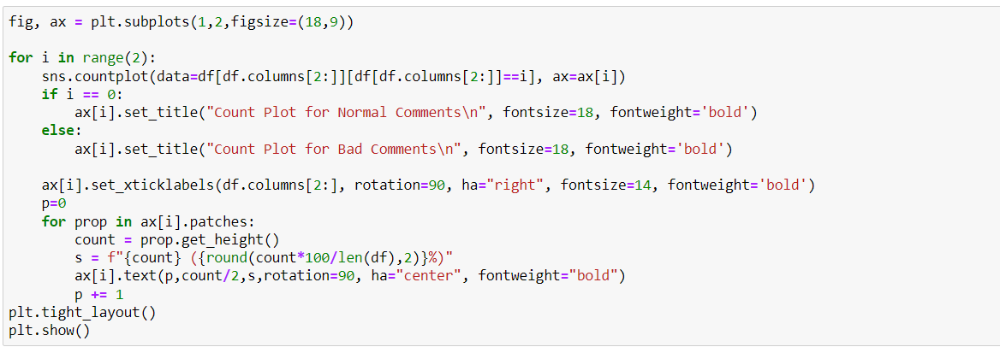 fig, ax = plt.subplots(1,2,figsize=(18,9))

for i in range(2):
    sns.countplot(data=df[df.columns[2:]][df[df.columns[2:]]==i], ax=ax[i])
    if i == 0:
        ax[i].set_title("Count Plot for Normal Comments\n", fontsize=18, fontweight='bold')
    else:
        ax[i].set_title("Count Plot for Bad Comments\n", fontsize=18, fontweight='bold')

    ax[i].set_xticklabels(df.columns[2:], rotation=90, ha="right", fontsize=14, fontweight='bold')
    p=0
    for prop in ax[i].patches:
        count = prop.get_height()
        s = f"{count} ({round(count*100/len(df),2)}%)"
        ax[i].text(p,count/2,s,rotation=90, ha="center", fontweight="bold")
        p += 1
plt.tight_layout()
plt.show()